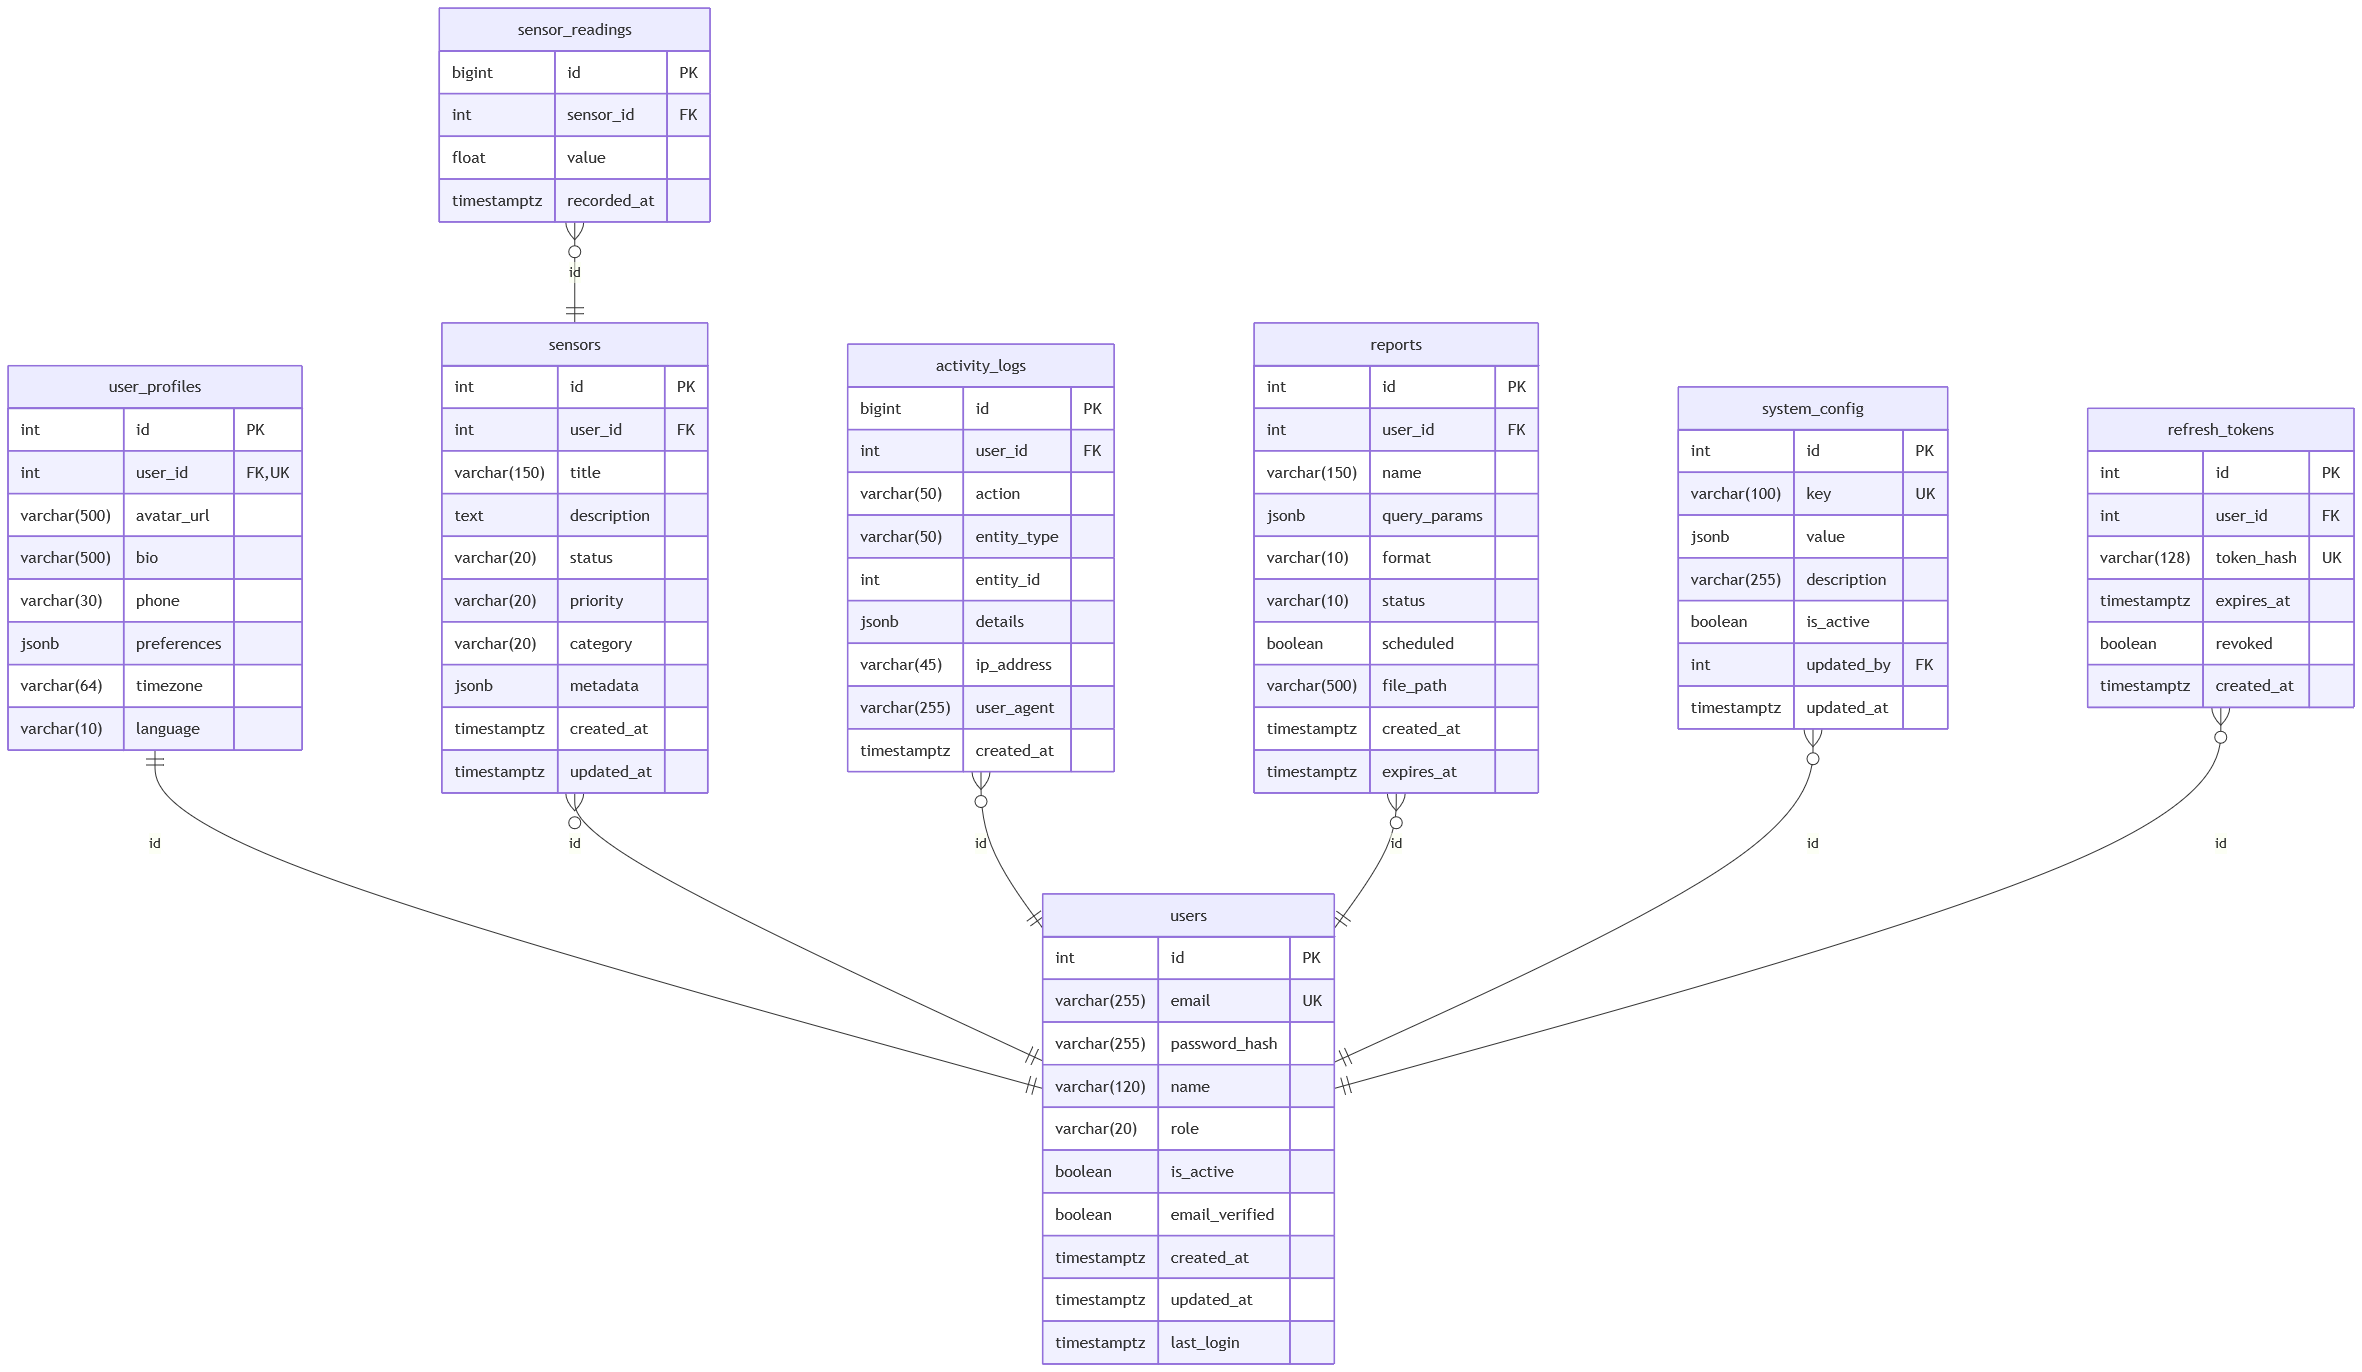 sensor_readings
bigint id PK
int sensor_id FK
float value
timestamptz recorded_at
id
user_profiles
int id PK
int user_id FK,UK
varchar(500) avatar_url
varchar(500) bio
varchar(30) phone
jsonb preferences
varchar(64) timezone
varchar(10) language
id
sensors
int id PK
int user_id FK
varchar(150) title
text description
varchar(20) status
varchar(20) priority
varchar(20) category
jsonb metadata
timestamptz created_at
timestamptz updated_at
id
activity_logs
bigint id PK
int user_id FK
varchar(50) action
varchar(50) entity_type
int entity_id
jsonb details
varchar(45) ip_address
varchar(255) user_agent
timestamptz created_at
id
reports
int id PK
int user_id FK
varchar(150) name
jsonb query_params
varchar(10) format
varchar(10) status
boolean scheduled
varchar(500) file_path
timestamptz created_at
timestamptz expires_at
id
system_config
int id PK
varchar(100) key UK
jsonb value
varchar(255) description
boolean is_active
int updated_by FK
timestamptz updated_at
id
refresh_tokens
int id PK
int user_id FK
varchar(128) token_hash UK
timestamptz expires_at
boolean revoked
timestamptz created_at
id
users
int id PK
varchar(255) email UK
varchar(255) password_hash
varchar(120) name
varchar(20) role
boolean is_active
boolean email_verified
timestamptz created_at
timestamptz updated_at
timestamptz last_login